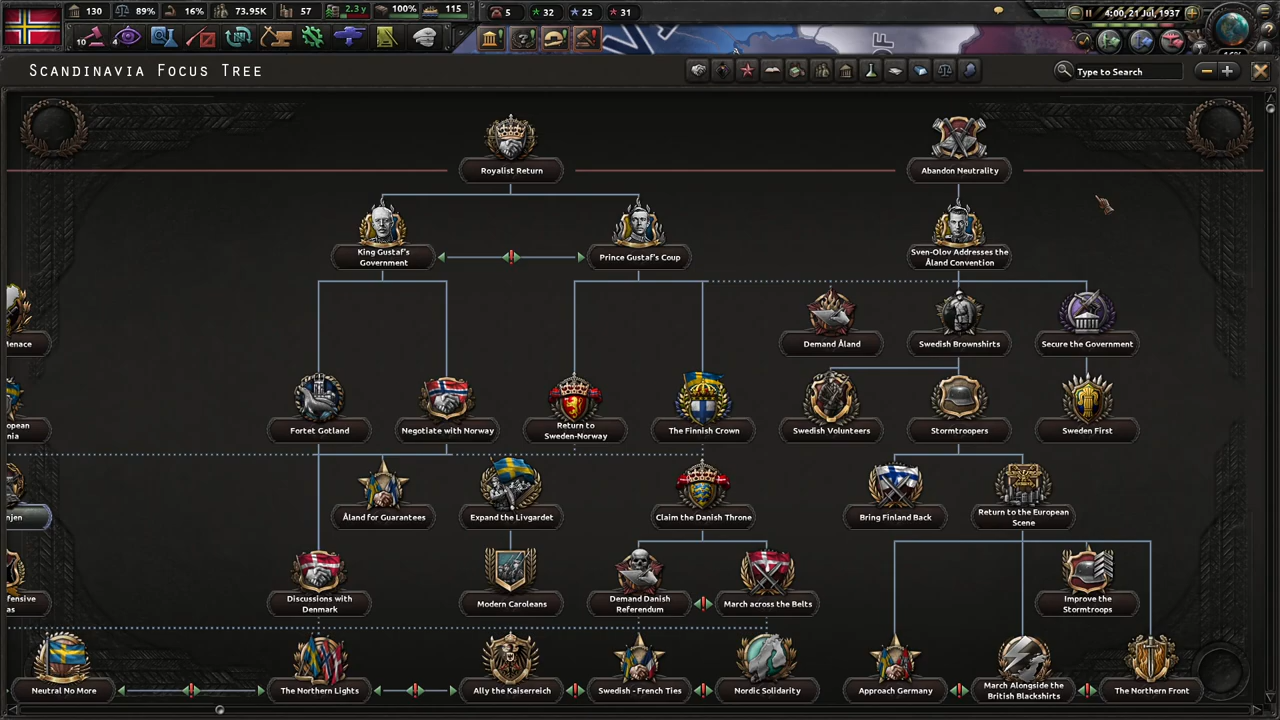 130
89%
16%
73.95K
57
2.3 y
100%
115
5
32
25
31
4:00, 21 Jul, 1937
10
4
SCANDINAVIA FOCUS TREE
Type to Search
Royalist Return
Abandon Neutrality
King Gustaf's
Government
Prince Gustaf's Coup
Sven-Olov Addresses the
Åland Convention
Menace
Demand Åland
Swedish Brownshirts
Secure the Government
Fortet Gotland
Negotiate with Norway
Return to
Sweden-Norway
The Finnish Crown
Swedish Volunteers
Stormtroopers
Sweden First
Åland for Guarantees
Expand the Livgardet
Claim the Danish Throne
Bring Finland Back
Return to the European
Scene
Discussions with
Denmark
Modern Caroleans
Demand Danish
Referendum
March across the Belts
Improve the
Stormtroops
Neutral No More
The Northern Lights
Ally the Kaiserreich
Swedish - French Ties
Nordic Solidarity
Approach Germany
March Alongside the
British Blackshirts
The Northern Front